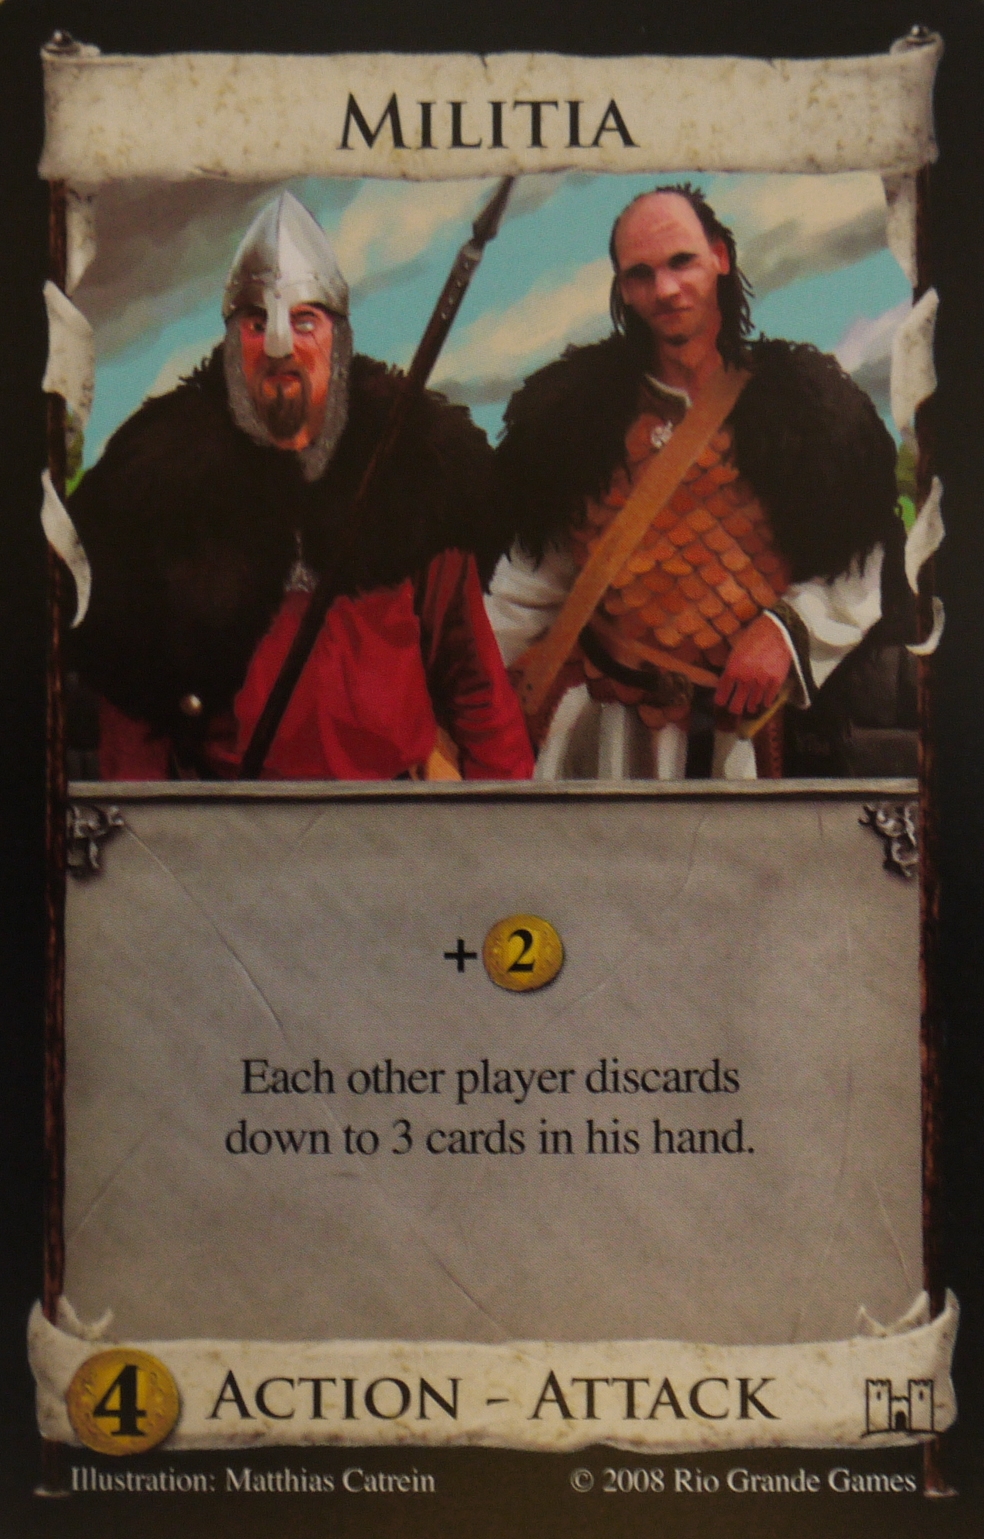 MILITIA
+2
Each other player discards
down to 3 cards in his hand.
4 ACTION - ATTACK
Illustration: Matthias Catrein © 2008 Rio Grande Games